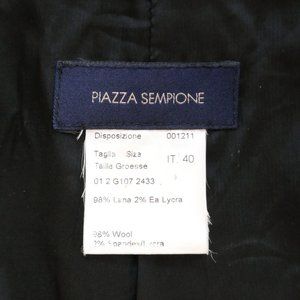 PIAZZA SEMPIONE
Disposizione 001211
Taglia Size
Taille Groesse IT. 40
01 2 G107 2433
98% Lana 2% Ea Lycra
98% Wool
2% Spandex/Lycra